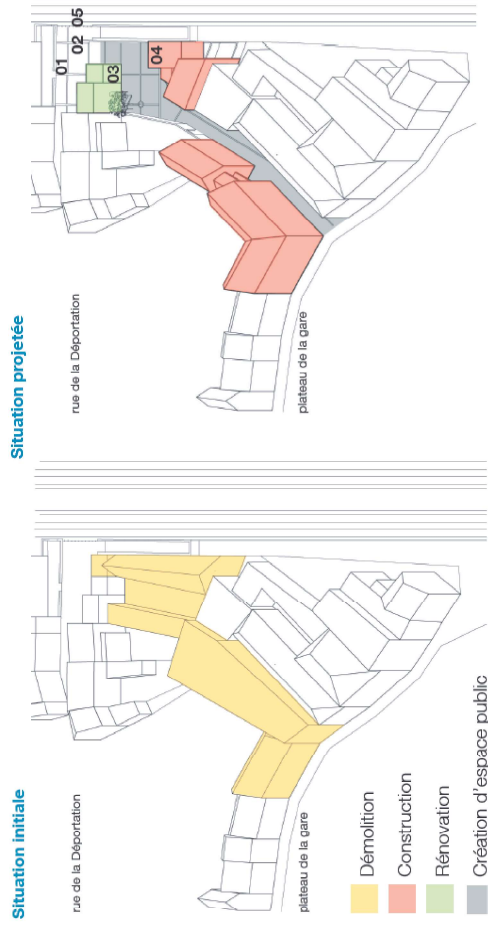 Situation initiale
rue de la Déportation
plateau de la gare
Démolition
Construction
Rénovation
Création d'espace public
Situation projetée
rue de la Déportation
plateau de la gare
01
02 05
03
04